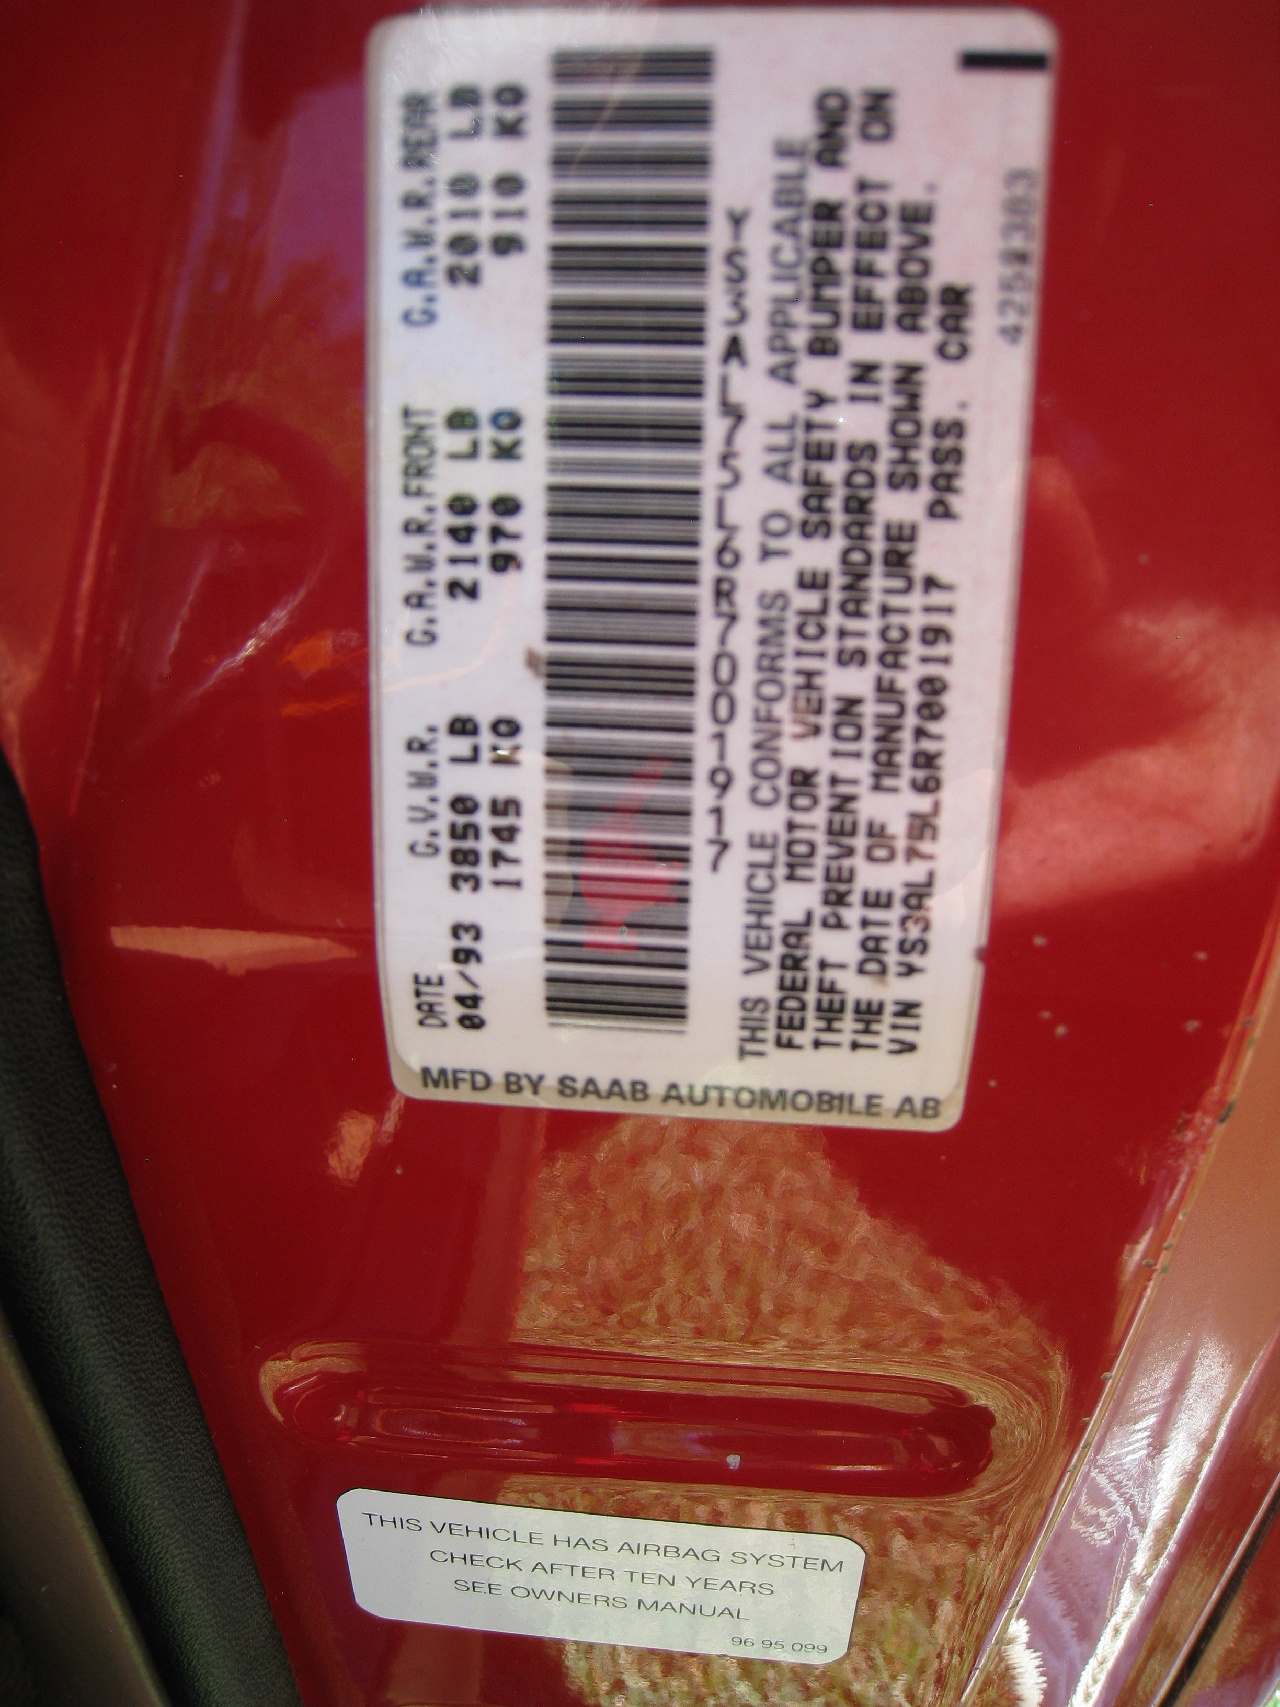 MFD BY SAAB AUTOMOBILE AB
DATE G.V.W.R. G.A.W.R.FRONT G.A.W.R.REAR
04/93 3850 LB 2140 LB 2010 LB
1745 KG 970 KG 910 KG
YS3AL75L6R7001917
THIS VEHICLE CONFORMS TO ALL APPLICABLE
FEDERAL MOTOR VEHICLE SAFETY BUMPER AND
THEFT PREVENTION STANDARDS IN EFFECT ON
THE DATE OF MANUFACTURE SHOWN ABOVE.
VIN YS3AL75L6R7001917 PASS. CAR
4252383
THIS VEHICLE HAS AIRBAG SYSTEM
CHECK AFTER TEN YEARS
SEE OWNERS MANUAL
96 95 099